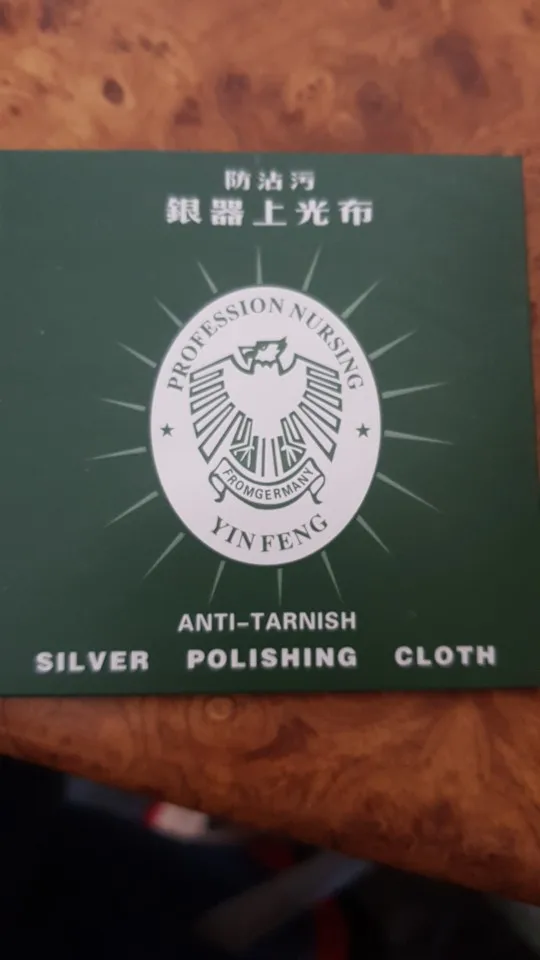 防沾污
銀器上光布
PROFESSION NURSING
FROMGERMANY
YIN FENG
ANTI-TARNISH
SILVER POLISHING CLOTH